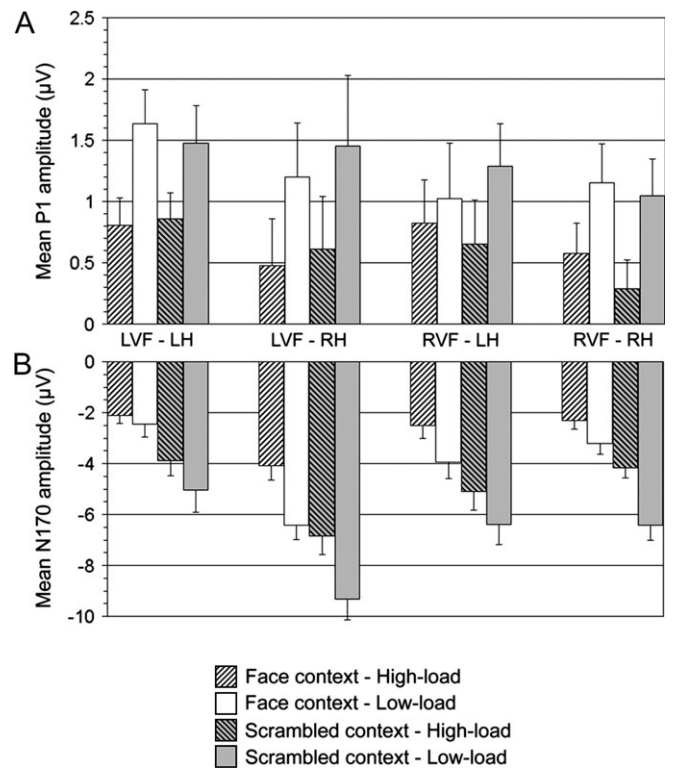 A
Mean P1 amplitude (µV)
2.5
2
1.5
1
0.5
0
LVF - LH LVF - RH RVF - LH RVF - RH
B
Mean N170 amplitude (µV)
0
-2
-4
-6
-8
-10
Face context - High-load
Face context - Low-load
Scrambled context - High-load
Scrambled context - Low-load